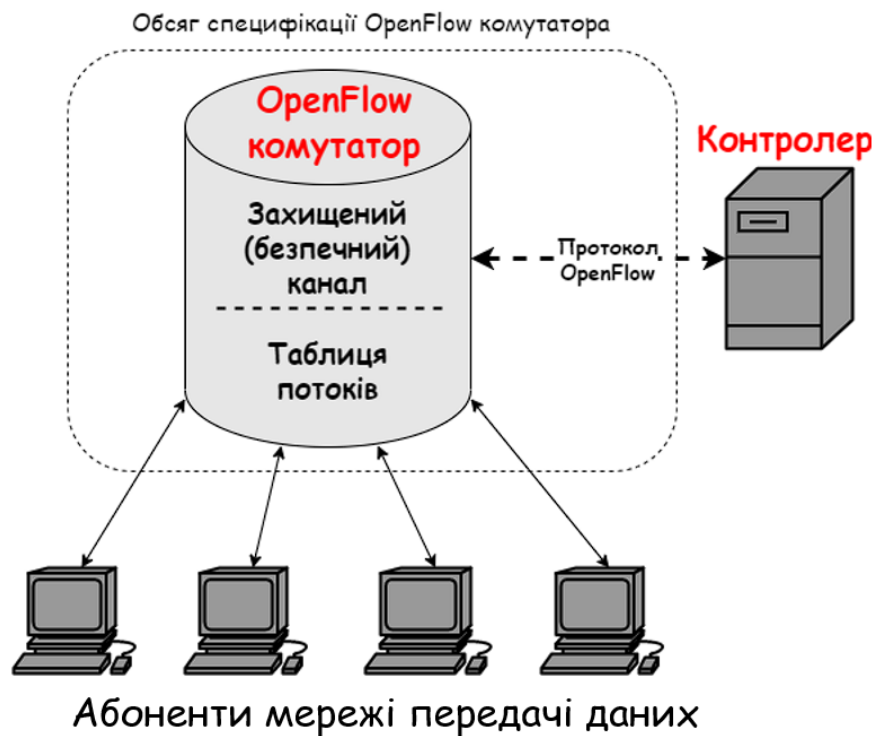 Обсяг специфікації OpenFlow комутатора
OpenFlow
комутатор
Контролер
Захищений
(безпечний)
канал
Протокол
OpenFlow
Таблиця
потоків
Абоненти мережі передачі даних